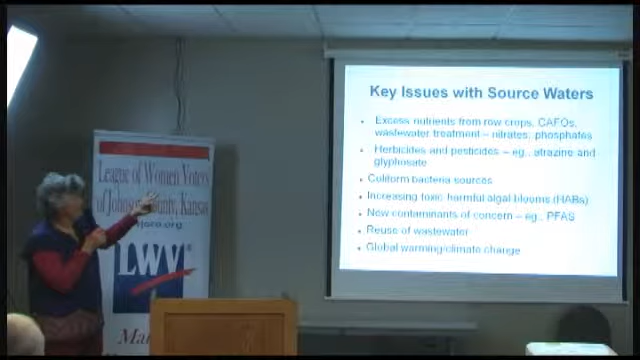 Key Issues with Source Waters
Excess nutrients from row crops, CAFOs,
wastewater treatment – nitrates, phosphates
Herbicides and pesticides – eg., atrazine and
glyphosate
Coliform bacteria sources
Increasing toxic harmful algal blooms (HABs)
New contaminants of concern – eg., PFAS
Reuse of wastewater
Global warming/climate change
League of Women Voters
of Johnson County, Kansas
LWV®